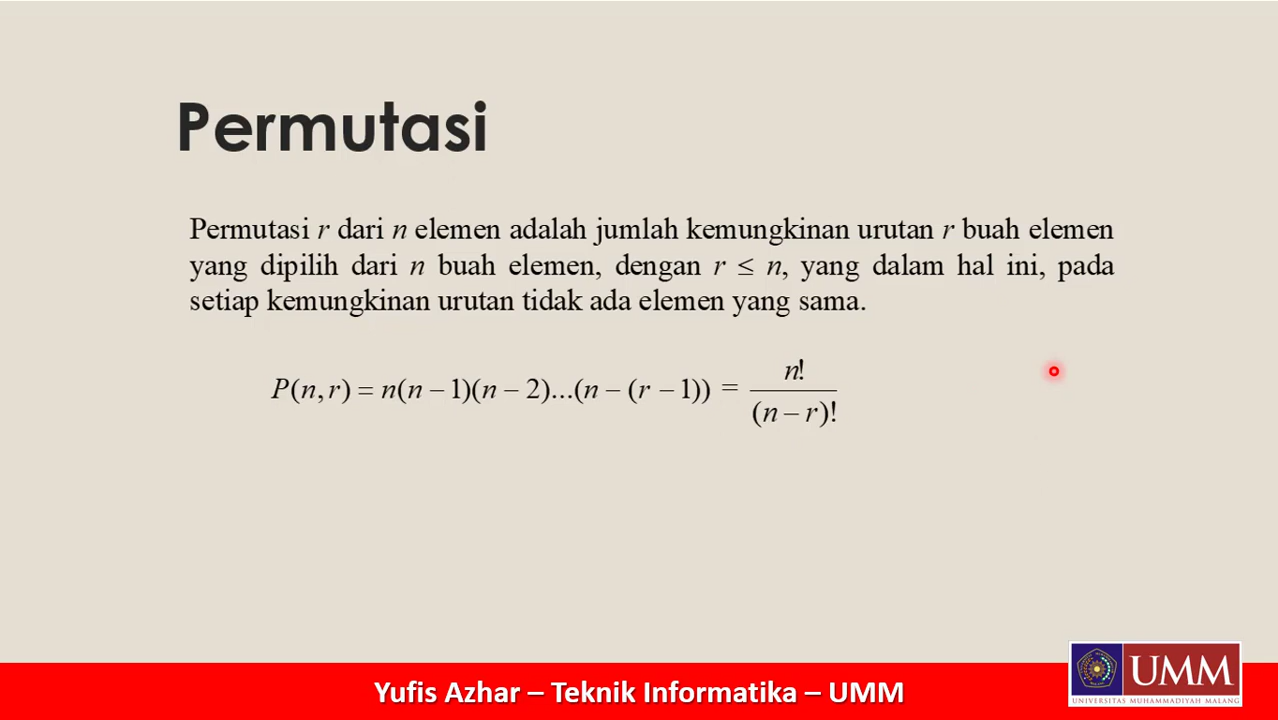 Permutasi
Permutasi r dari n elemen adalah jumlah kemungkinan urutan r buah elemen
yang dipilih dari n buah elemen, dengan r ≤ n, yang dalam hal ini, pada
setiap kemungkinan urutan tidak ada elemen yang sama.
P(n,r) = n(n – 1)(n – 2)...(n – (r – 1)) = n! / (n – r)!
Yufis Azhar – Teknik Informatika – UMM
UMM
UNIVERSITAS MUHAMMADIYAH MALANG